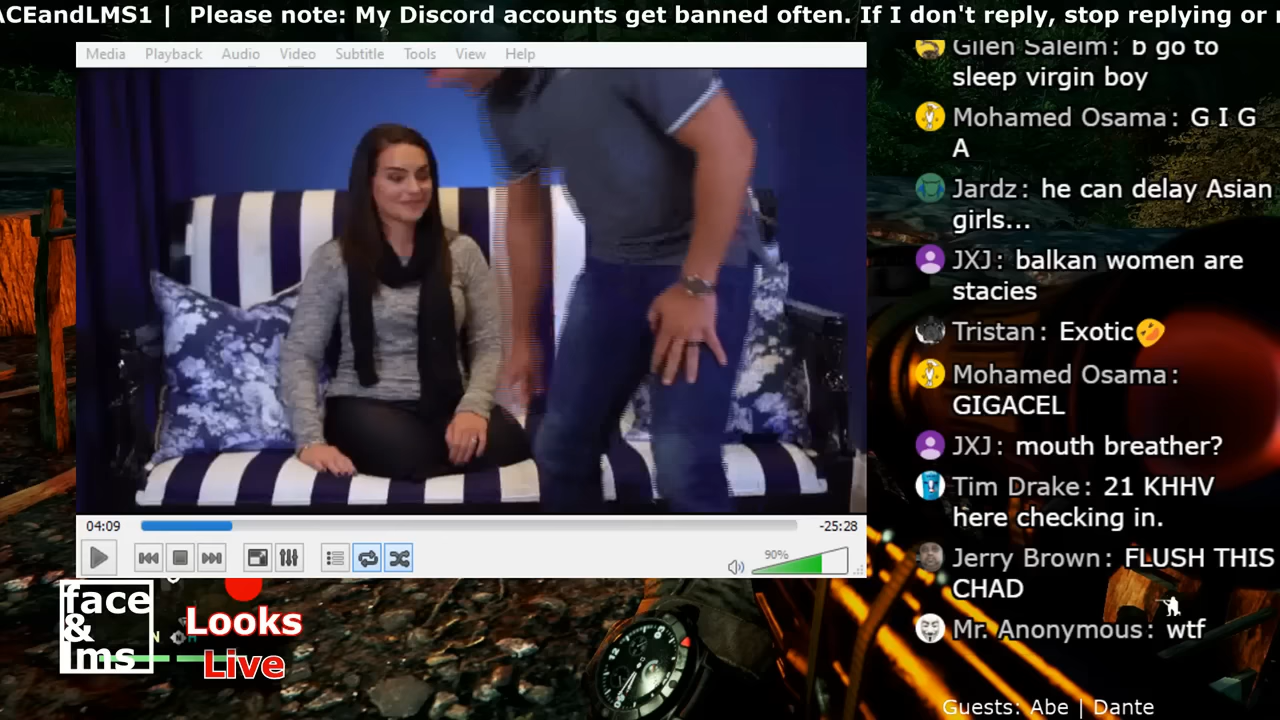 ACEandLMS1 | Please note: My Discord accounts get banned often. If I don't reply, stop replying or
Media Playback Audio Video Subtitle Tools View Help
04:09 -25:28
90%
face
&
lms
Looks
Live
Gilen Saleim: b go to
sleep virgin boy
Mohamed Osama: G I G
A
Jardz: he can delay Asian
girls...
JXJ: balkan women are
stacies
Tristan: Exotic🤣
Mohamed Osama:
GIGACEL
JXJ: mouth breather?
Tim Drake: 21 KHHV
here checking in.
Jerry Brown: FLUSH THIS
CHAD
Mr. Anonymous: wtf
Guests: Abe | Dante